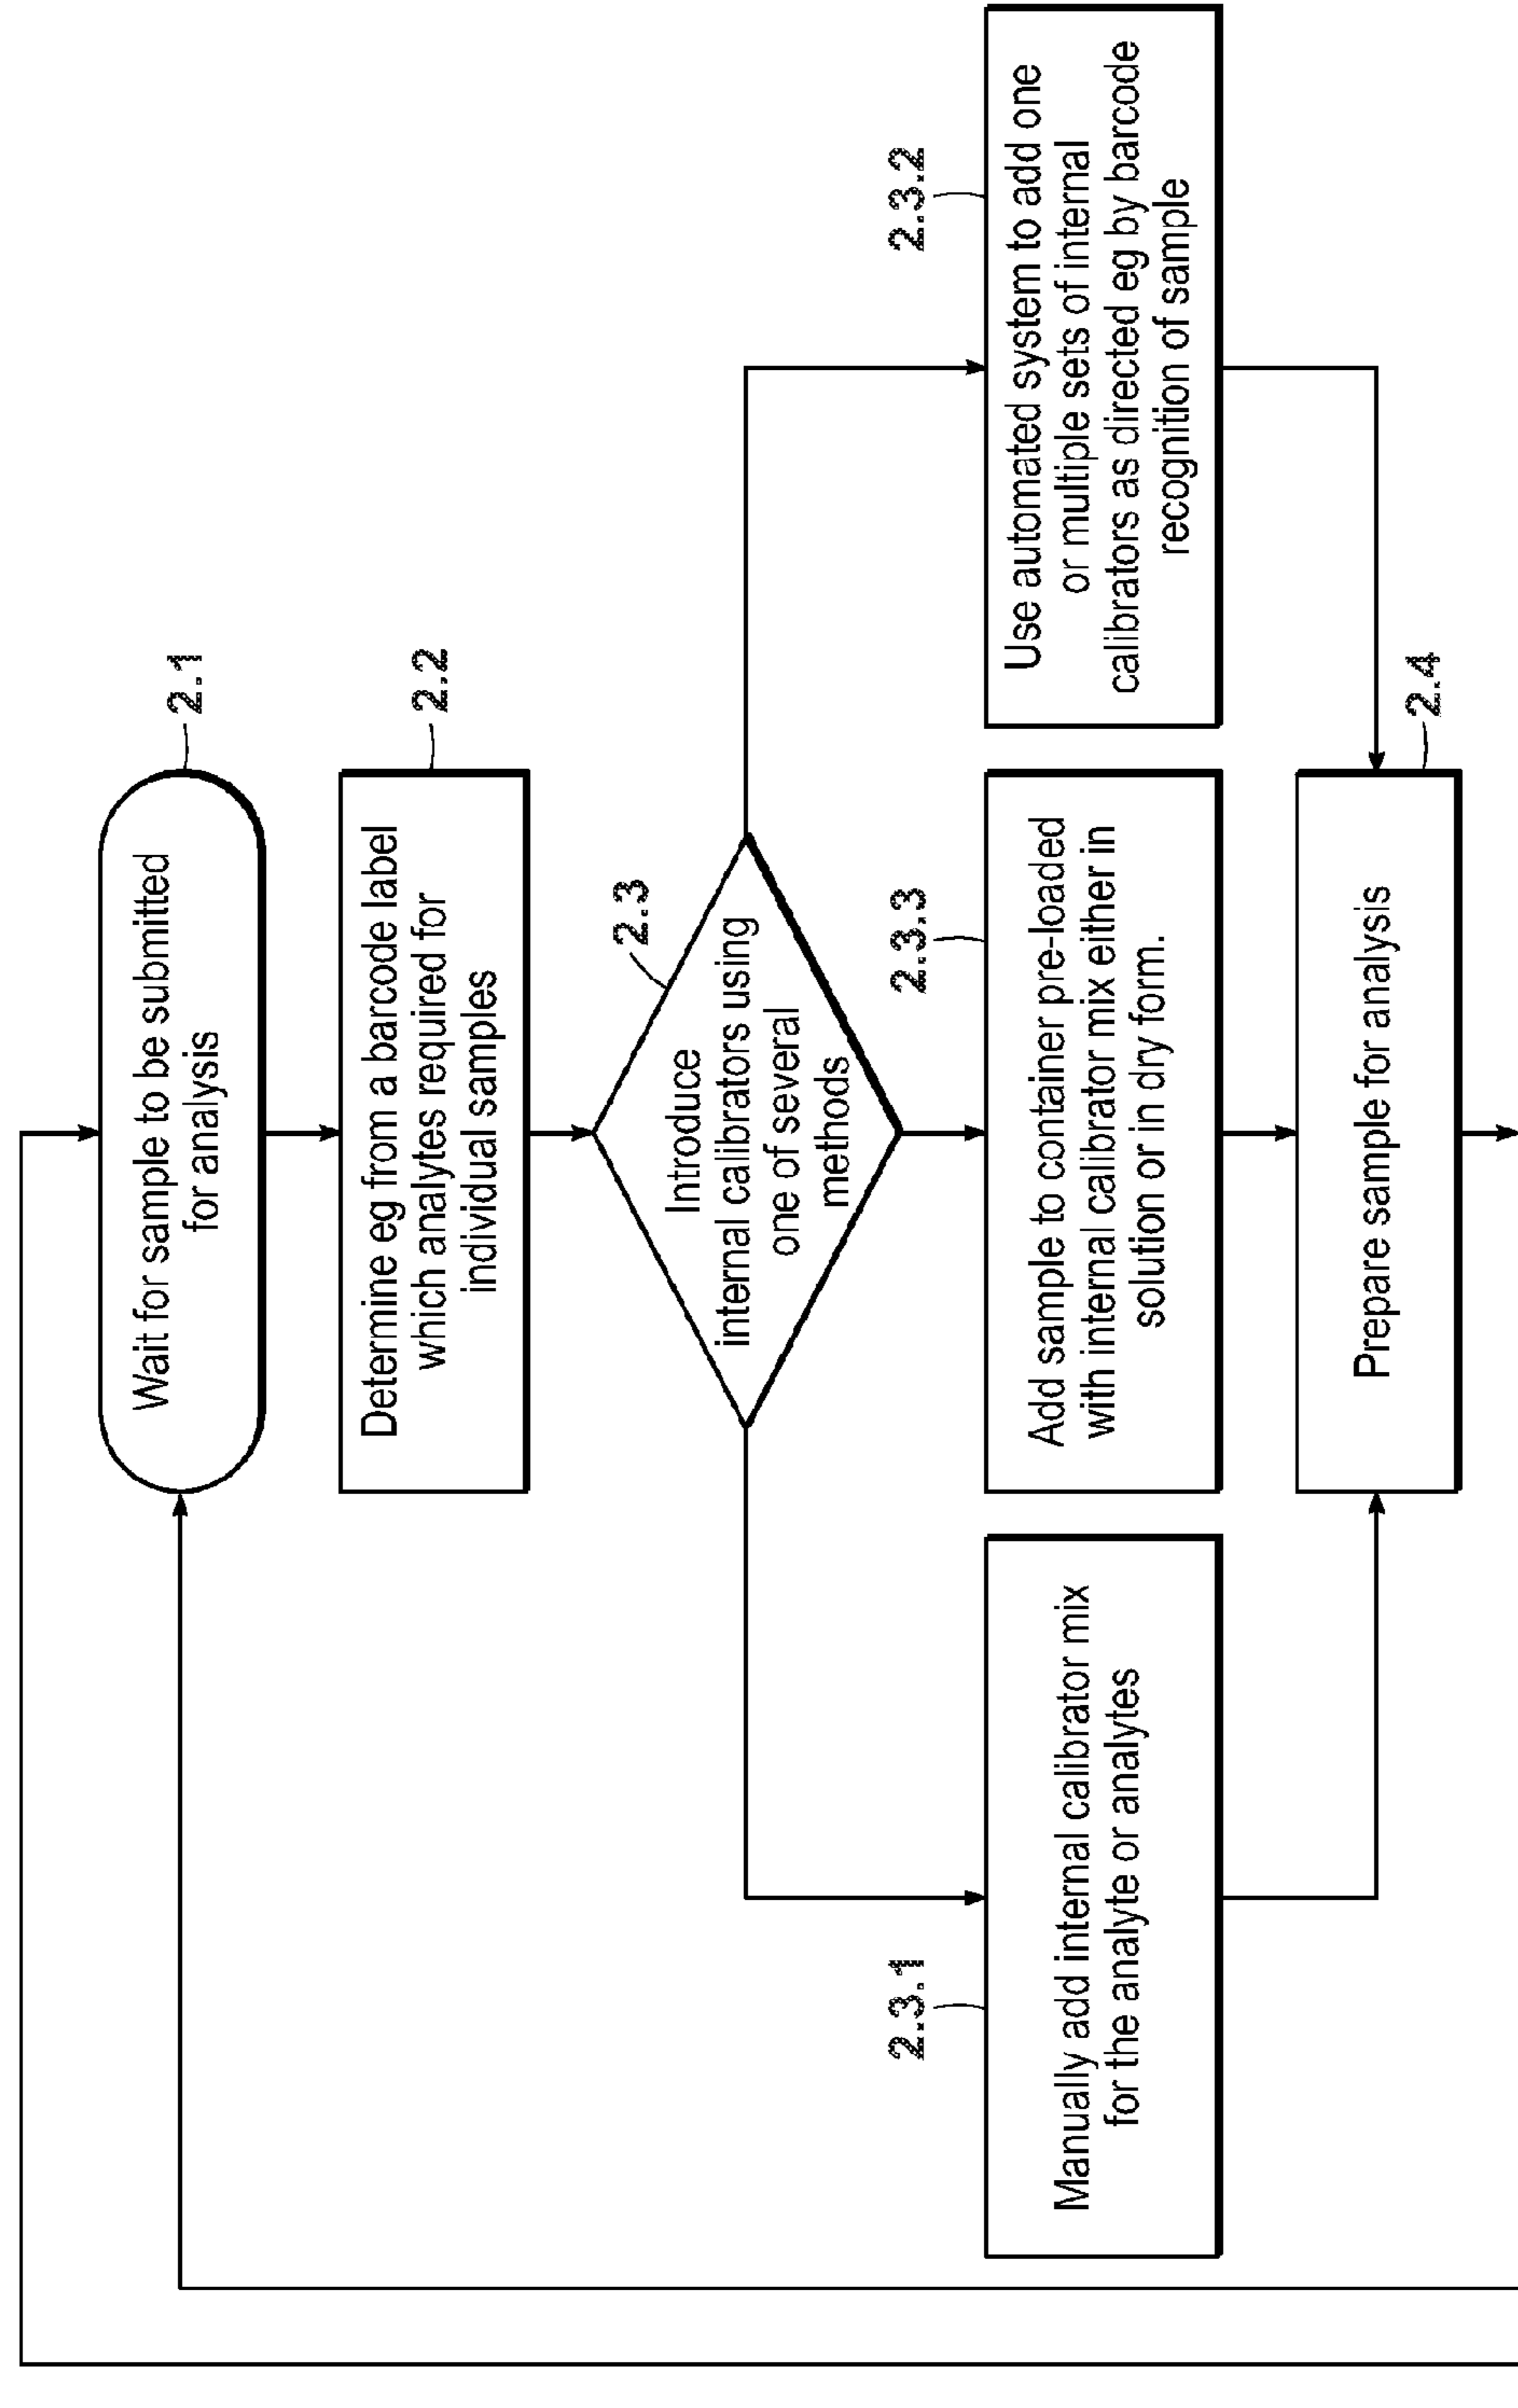 2.1
Wait for sample to be submitted
for analysis
2.2
Determine eg from a barcode label
which analytes required for
individual samples
2.3
Introduce
internal calibrators using
one of several
methods
2.3.1
Manually add internal calibrator mix
for the analyte or analytes
2.3.3
Add sample to container pre-loaded
with internal calibrator mix either in
solution or in dry form.
2.3.2
Use automated system to add one
or multiple sets of internal
calibrators as directed eg by barcode
recognition of sample
2.4
Prepare sample for analysis